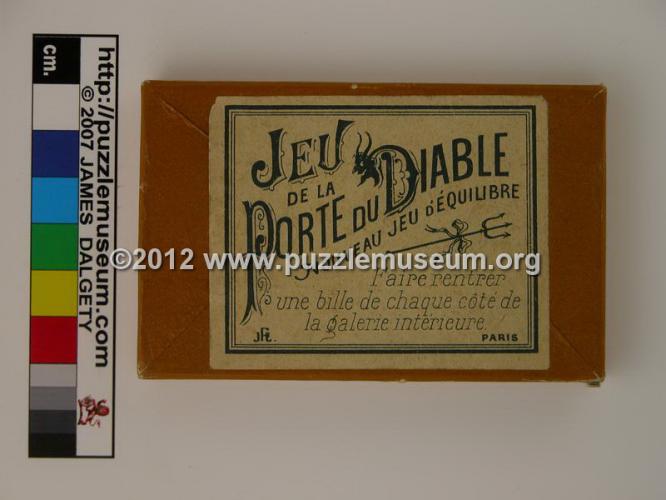 cm.
http://puzzlemuseum.com
© 2007 JAMES DALGETY
JEU
DE LA
PORTE DU DIABLE
NOUVEAU JEU D'ÉQUILIBRE
©2012 www.puzzlemuseum.org
Faire rentrer
une bille de chaque côté de
la galerie intérieure.
PARIS